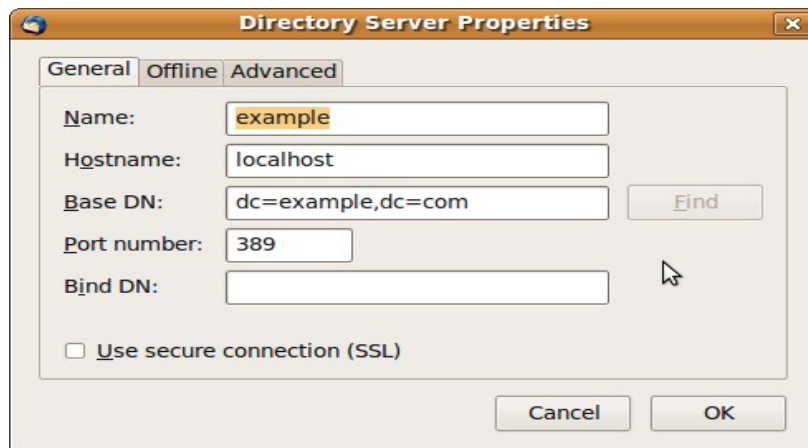 Directory Server Properties
General Offline Advanced
Name: example
Hostname: localhost
Base DN: dc=example,dc=com Find
Port number: 389
Bind DN:
Use secure connection (SSL)
Cancel OK